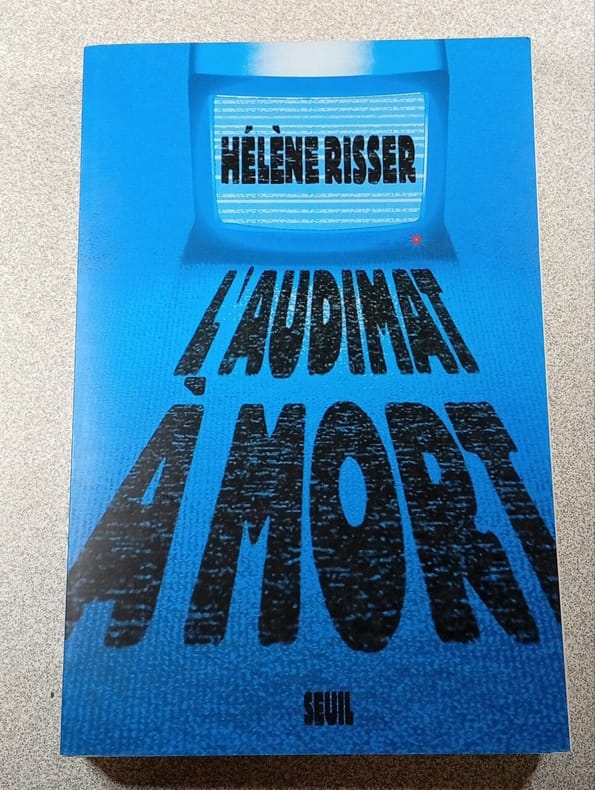 HÉLÈNE RISSER
L'AUDIMAT
À MORT
SEUIL